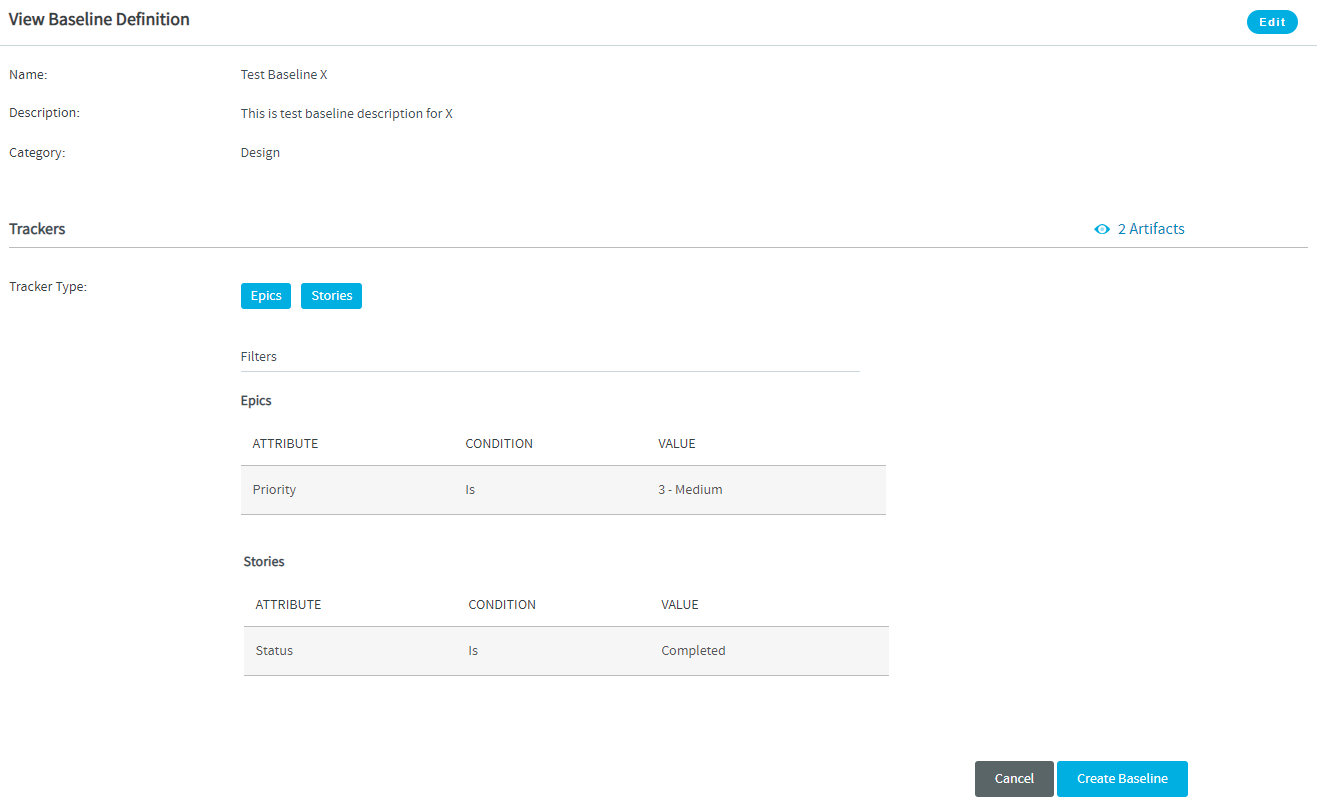 View Baseline Definition
Edit
Name: Test Baseline X
Description: This is test baseline description for X
Category: Design
Trackers 2 Artifacts
Tracker Type: Epics Stories
Filters
Epics
ATTRIBUTE CONDITION VALUE
Priority Is 3 - Medium
Stories
ATTRIBUTE CONDITION VALUE
Status Is Completed
Cancel Create Baseline